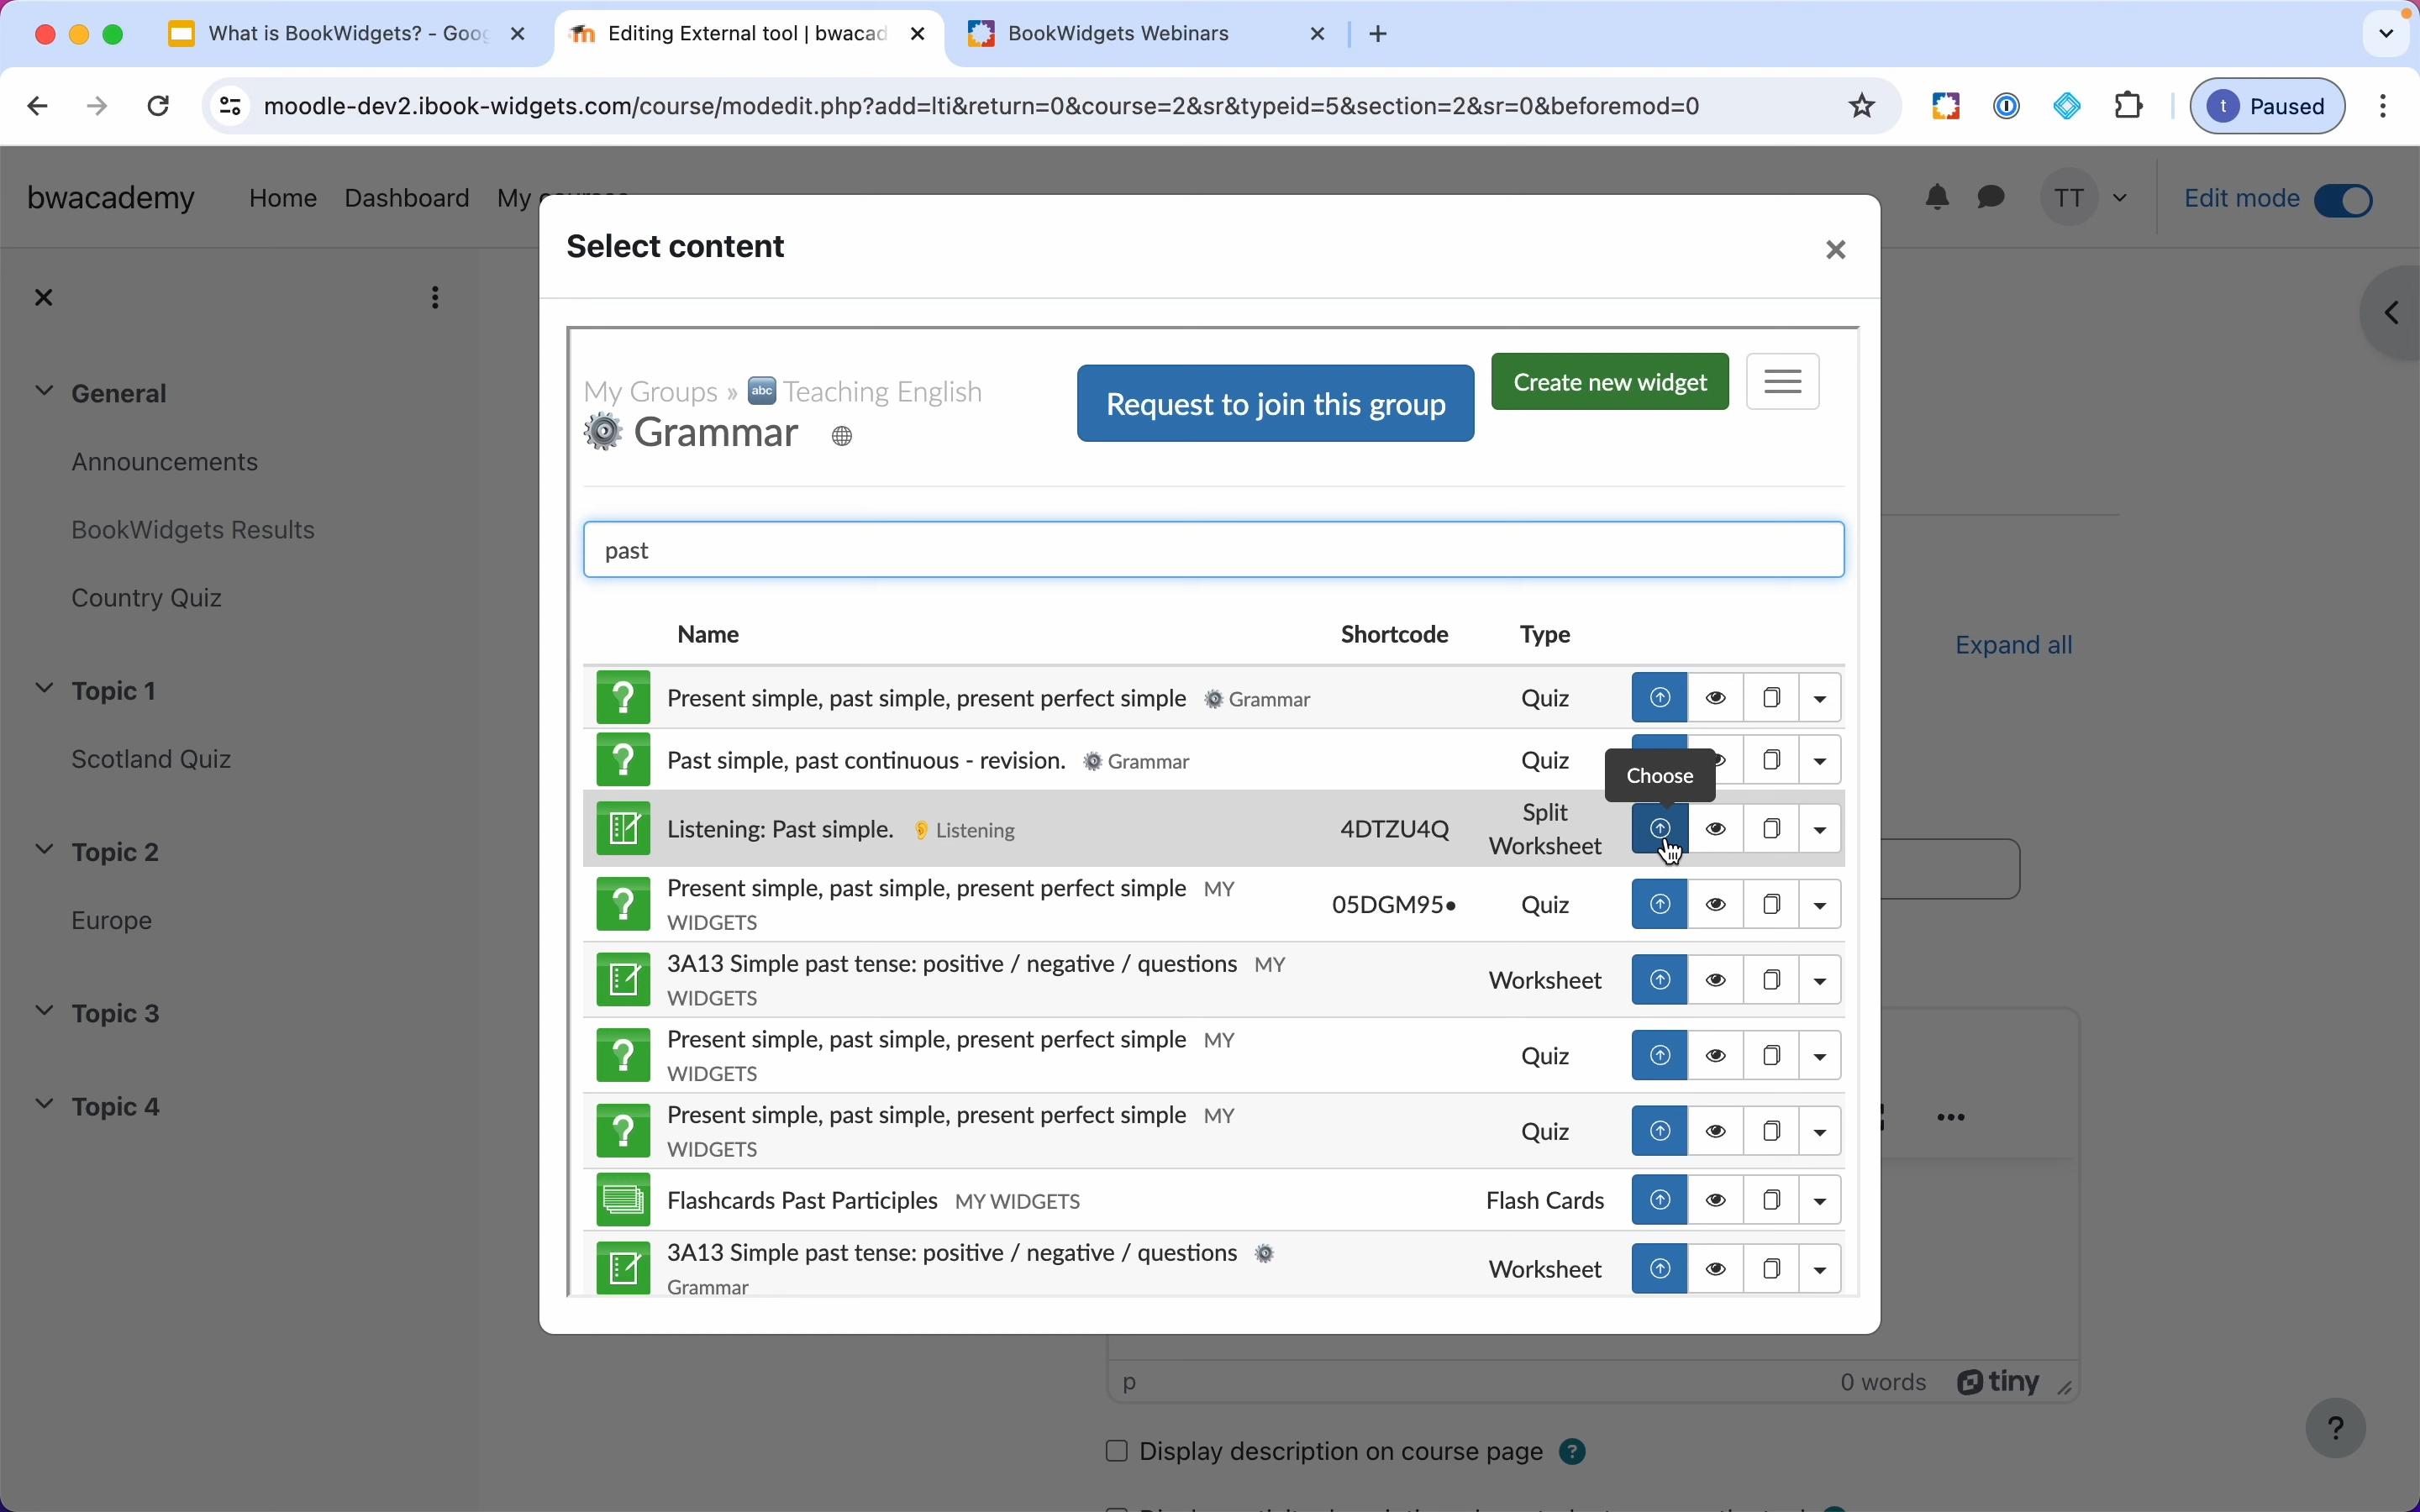 What is BookWidgets? - Goog
Editing External tool | bwacad
BookWidgets Webinars
moodle-dev2.ibook-widgets.com/course/modedit.php?add=lti&return=0&course=2&sr&typeid=5&section=2&sr=0&beforemod=0
t Paused
bwacademy Home Dashboard My courses
TT Edit mode
General
Announcements
BookWidgets Results
Country Quiz
Topic 1
Scotland Quiz
Topic 2
Europe
Topic 3
Topic 4
Select content
My Groups » abc Teaching English
Grammar
Request to join this group
Create new widget
past
Name Shortcode Type
Present simple, past simple, present perfect simple Grammar Quiz
Past simple, past continuous - revision. Grammar Quiz
Choose
Listening: Past simple. Listening 4DTZU4Q Split
Worksheet
Present simple, past simple, present perfect simple MY
WIDGETS 05DGM95• Quiz
3A13 Simple past tense: positive / negative / questions MY
WIDGETS Worksheet
Present simple, past simple, present perfect simple MY
WIDGETS Quiz
Present simple, past simple, present perfect simple MY
WIDGETS Quiz
Flashcards Past Participles MY WIDGETS Flash Cards
3A13 Simple past tense: positive / negative / questions
Grammar Worksheet
Expand all
p 0 words tiny
Display description on course page ?
?